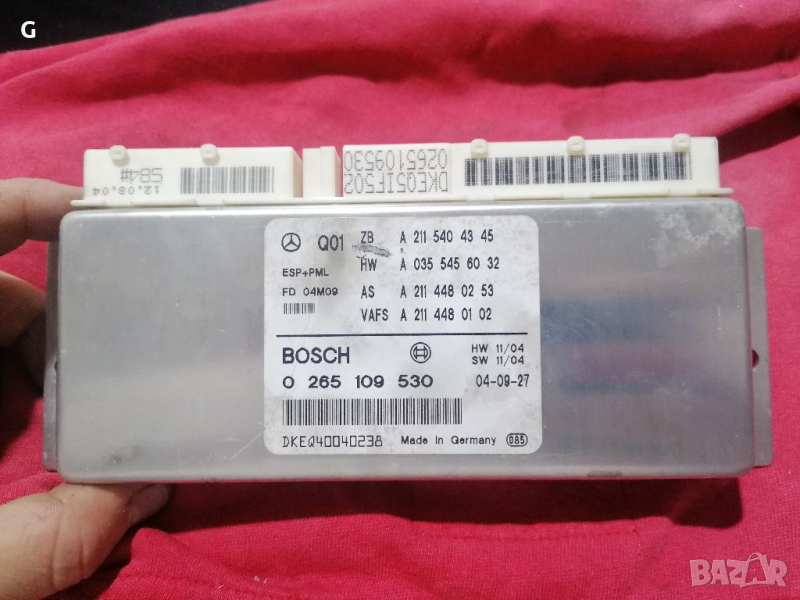 G
584#
12.08.04
DKEQ5IFS02
0265109530
Q01
ESP+PML
FD 04M09
ZB A 211 540 43 45
HW A 035 545 60 32
AS A 211 448 02 53
VAFS A 211 448 01 02
BOSCH
HW 11/04
SW 11/04
0 265 109 530
04-09-27
DKEQ40040238 Made in Germany 085
BAZAR